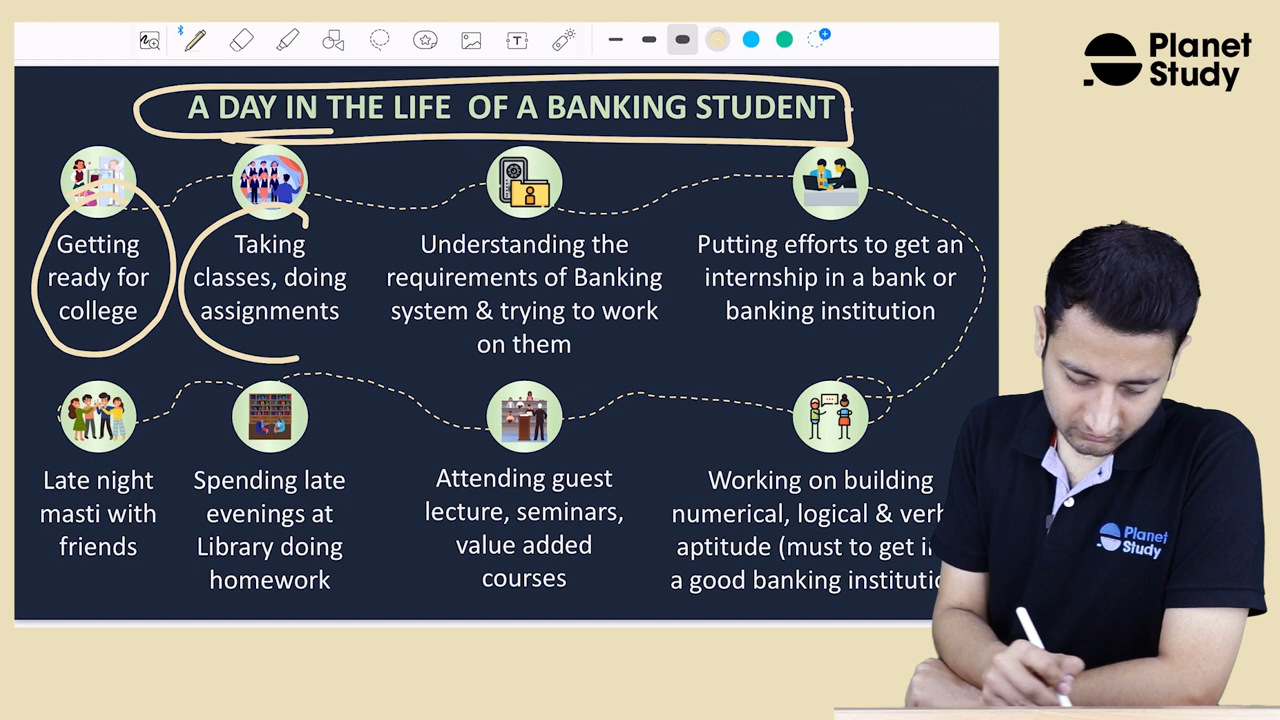 Planet
Study
A DAY IN THE LIFE OF A BANKING STUDENT
Getting
ready for
college
Taking
classes, doing
assignments
Understanding the
requirements of Banking
system & trying to work
on them
Putting efforts to get an
internship in a bank or
banking institution
Late night
masti with
friends
Spending late
evenings at
Library doing
homework
Attending guest
lecture, seminars,
value added
courses
Working on building
numerical, logical &
aptitude (must to get
a good banking
Planet
Study
T